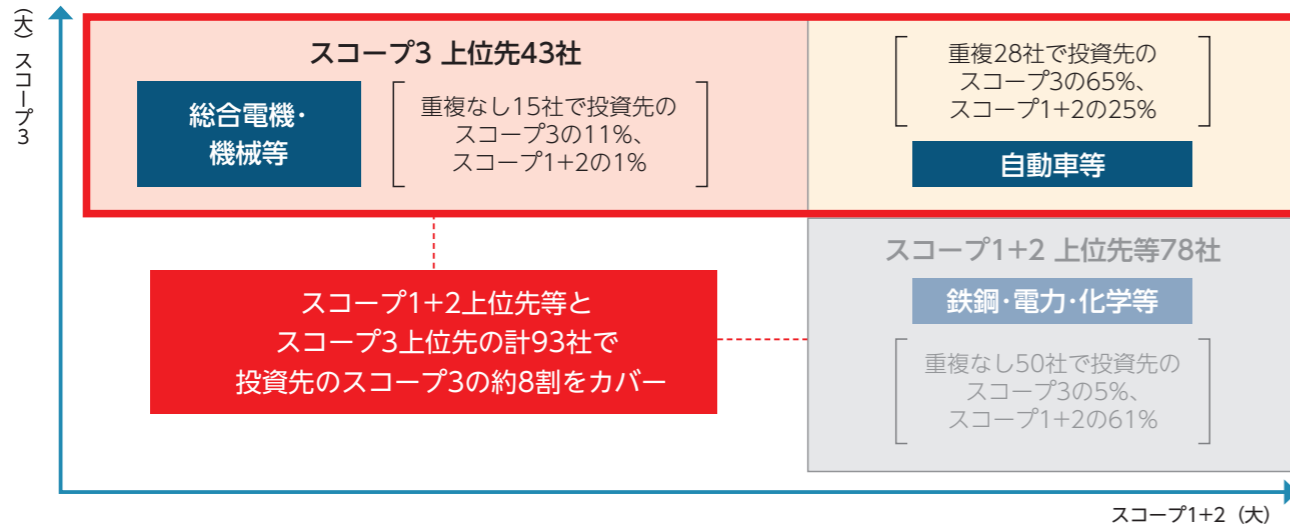 （大）スコープ3
スコープ3 上位先43社
総合電機・
機械等
重複なし15社で投資先の
スコープ3の11%、
スコープ1+2の1%
重複28社で投資先の
スコープ3の65%、
スコープ1+2の25%
自動車等
スコープ1+2 上位先等78社
鉄鋼・電力・化学等
重複なし50社で投資先の
スコープ3の5%、
スコープ1+2の61%
スコープ1+2上位先等と
スコープ3上位先の計93社で
投資先のスコープ3の約8割をカバー
スコープ1+2（大）